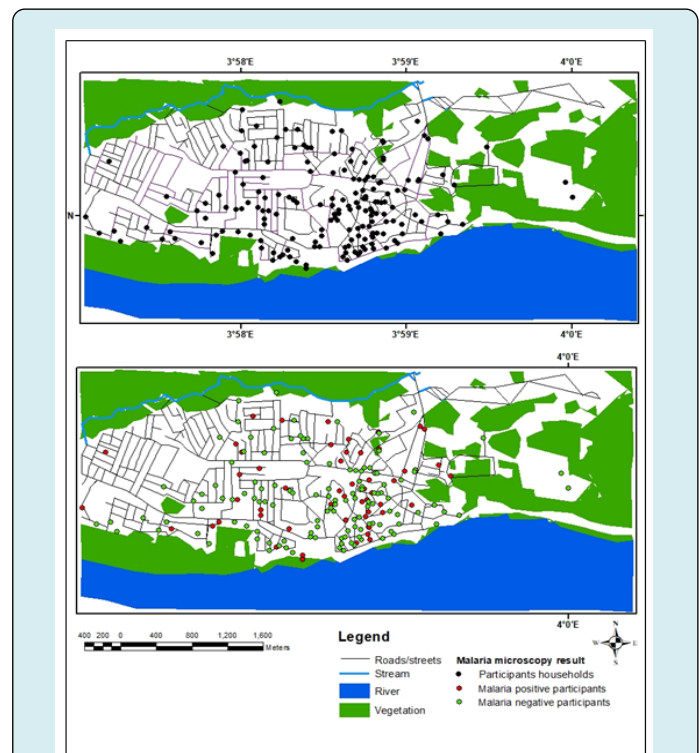 3°58'E 3°59'E 4°0'E
N
3°58'E 3°59'E 4°0'E
4°0'E
4°0'E
400 200 0 400 800 1,200 1,600
Meters
Legend
Roads/streets
Stream
River
Vegetation
Malaria microscopy result
Participants households
Malaria positive participants
Malaria negative participants
N
W E
S